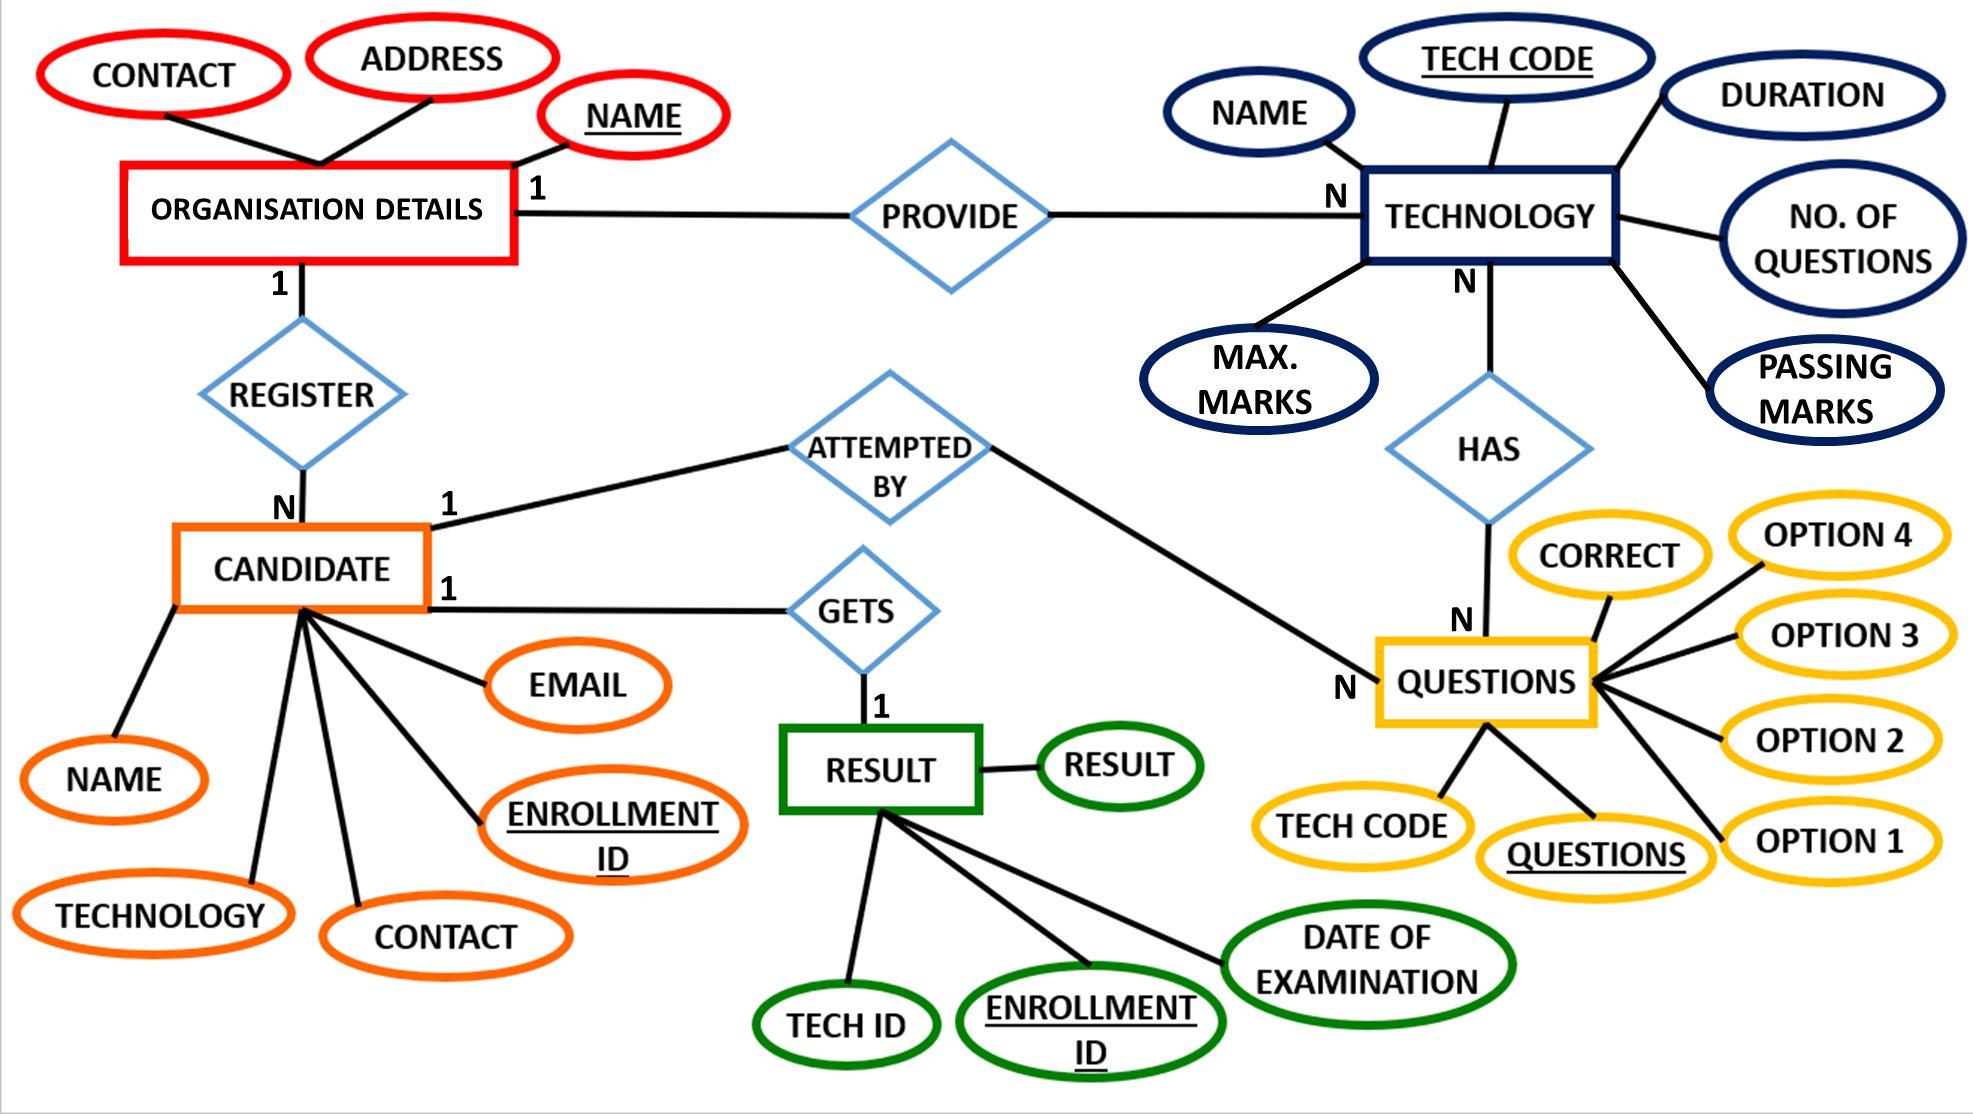 CONTACT
ADDRESS
NAME
TECH CODE
NAME
DURATION
ORGANISATION DETAILS
1
PROVIDE
N
TECHNOLOGY
NO. OF
QUESTIONS
1
N
MAX.
MARKS
PASSING
MARKS
REGISTER
ATTEMPTED
BY
HAS
N
1
CANDIDATE
1
GETS
CORRECT
OPTION 4
OPTION 3
N
QUESTIONS
N
OPTION 2
OPTION 1
EMAIL
1
NAME
RESULT
RESULT
ENROLLMENT
ID
TECH CODE
QUESTIONS
TECHNOLOGY
CONTACT
TECH ID
ENROLLMENT
ID
DATE OF
EXAMINATION